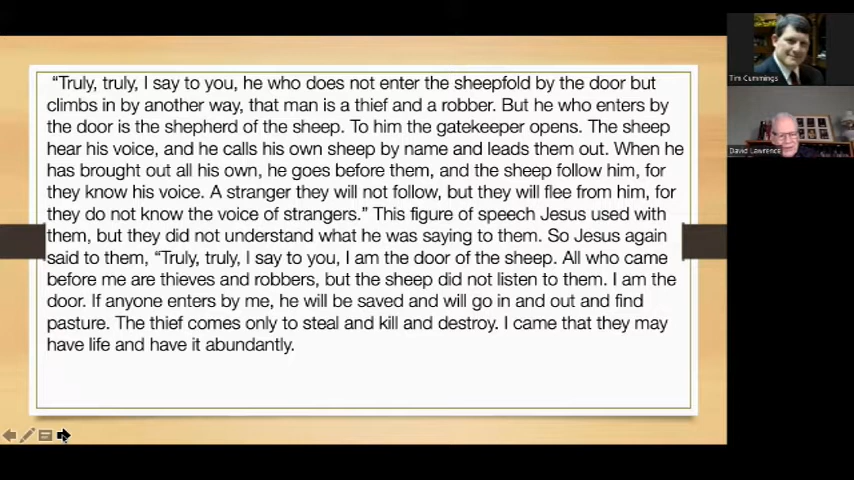 “Truly, truly, I say to you, he who does not enter the sheepfold by the door but
climbs in by another way, that man is a thief and a robber. But he who enters by
the door is the shepherd of the sheep. To him the gatekeeper opens. The sheep
hear his voice, and he calls his own sheep by name and leads them out. When he
has brought out all his own, he goes before them, and the sheep follow him, for
they know his voice. A stranger they will not follow, but they will flee from him, for
they do not know the voice of strangers.” This figure of speech Jesus used with
them, but they did not understand what he was saying to them. So Jesus again
said to them, “Truly, truly, I say to you, I am the door of the sheep. All who came
before me are thieves and robbers, but the sheep did not listen to them. I am the
door. If anyone enters by me, he will be saved and will go in and out and find
pasture. The thief comes only to steal and kill and destroy. I came that they may
have life and have it abundantly.
Tim Cummings
David Lawrence